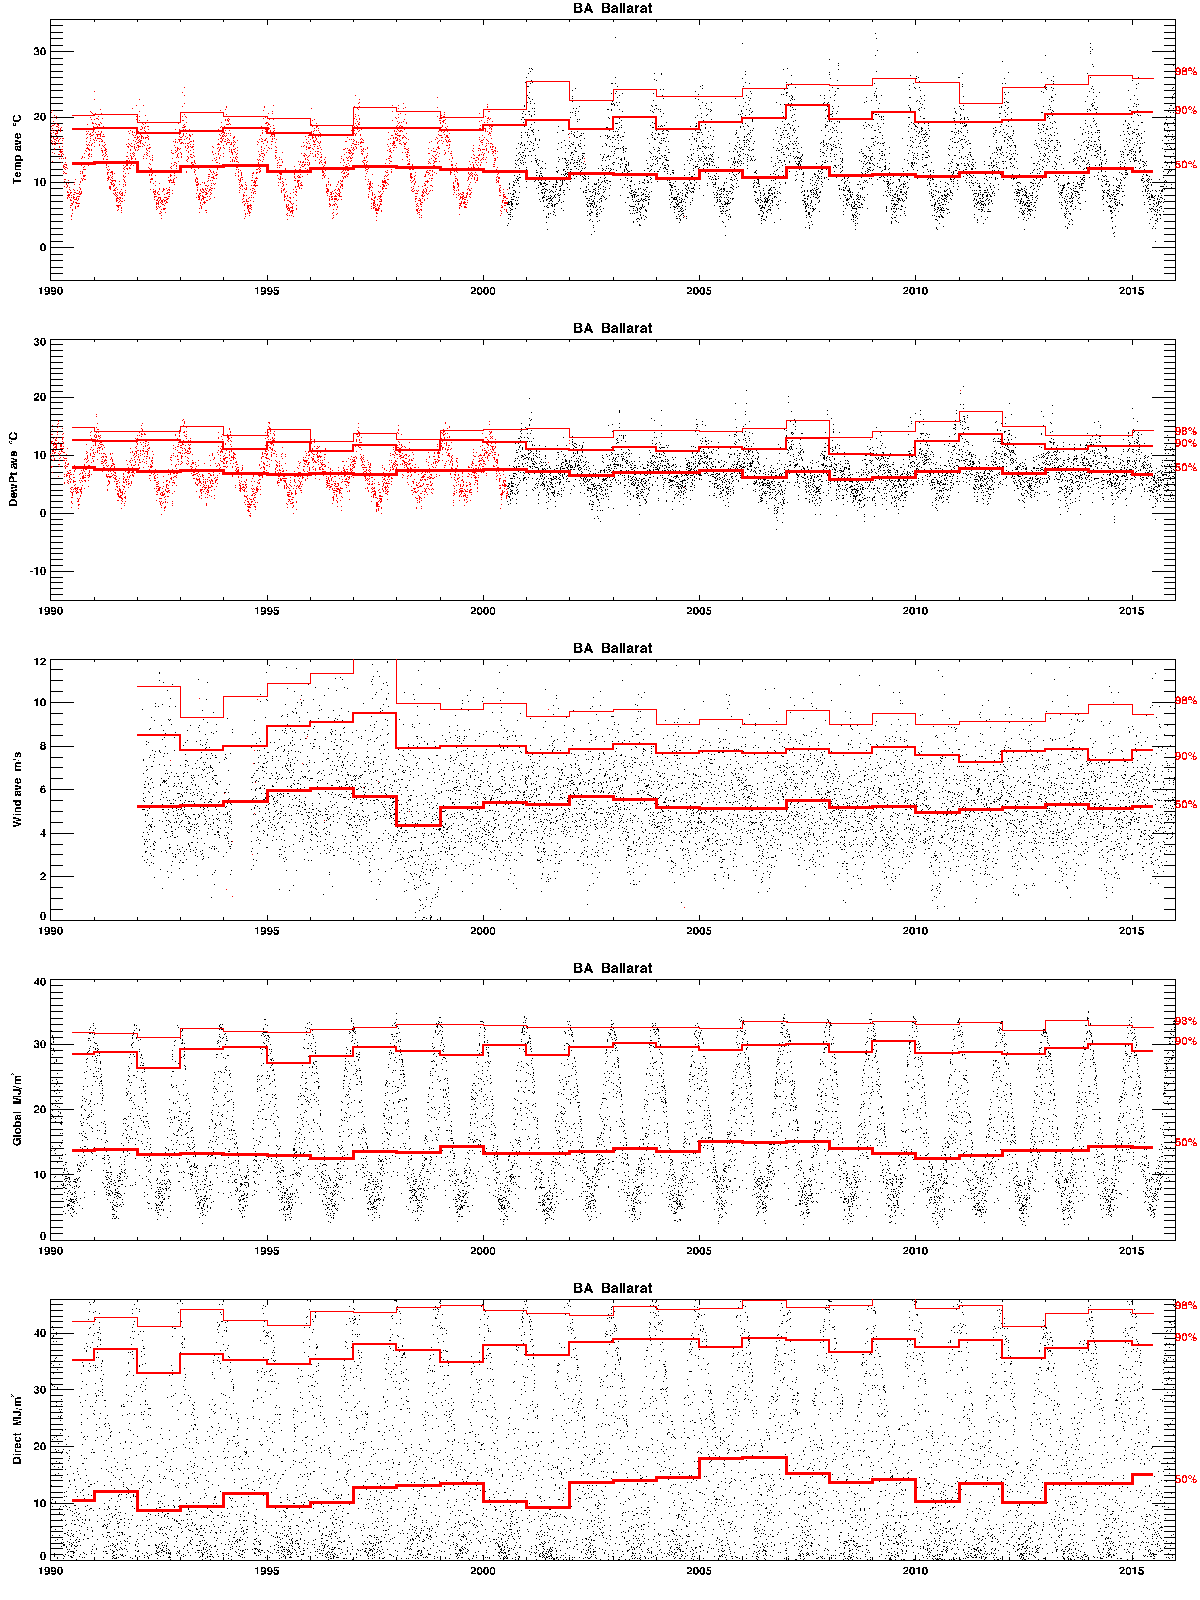 BA Ballarat
30
98%
90%
20
Temp ave °C
50%
10
0
1990 1995 2000 2005 2010 2015
BA Ballarat
30
20
98%
90%
DewPt ave °C
10
50%
0
-10
1990 1995 2000 2005 2010 2015
BA Ballarat
12
10
98%
8
90%
Wind ave m/s
6
50%
4
2
0
1990 1995 2000 2005 2010 2015
BA Ballarat
40
98%
30
90%
Global MJ/m²
20
50%
10
0
1990 1995 2000 2005 2010 2015
BA Ballarat
98%
40
90%
30
Direct MJ/m²
20
50%
10
0
1990 1995 2000 2005 2010 2015